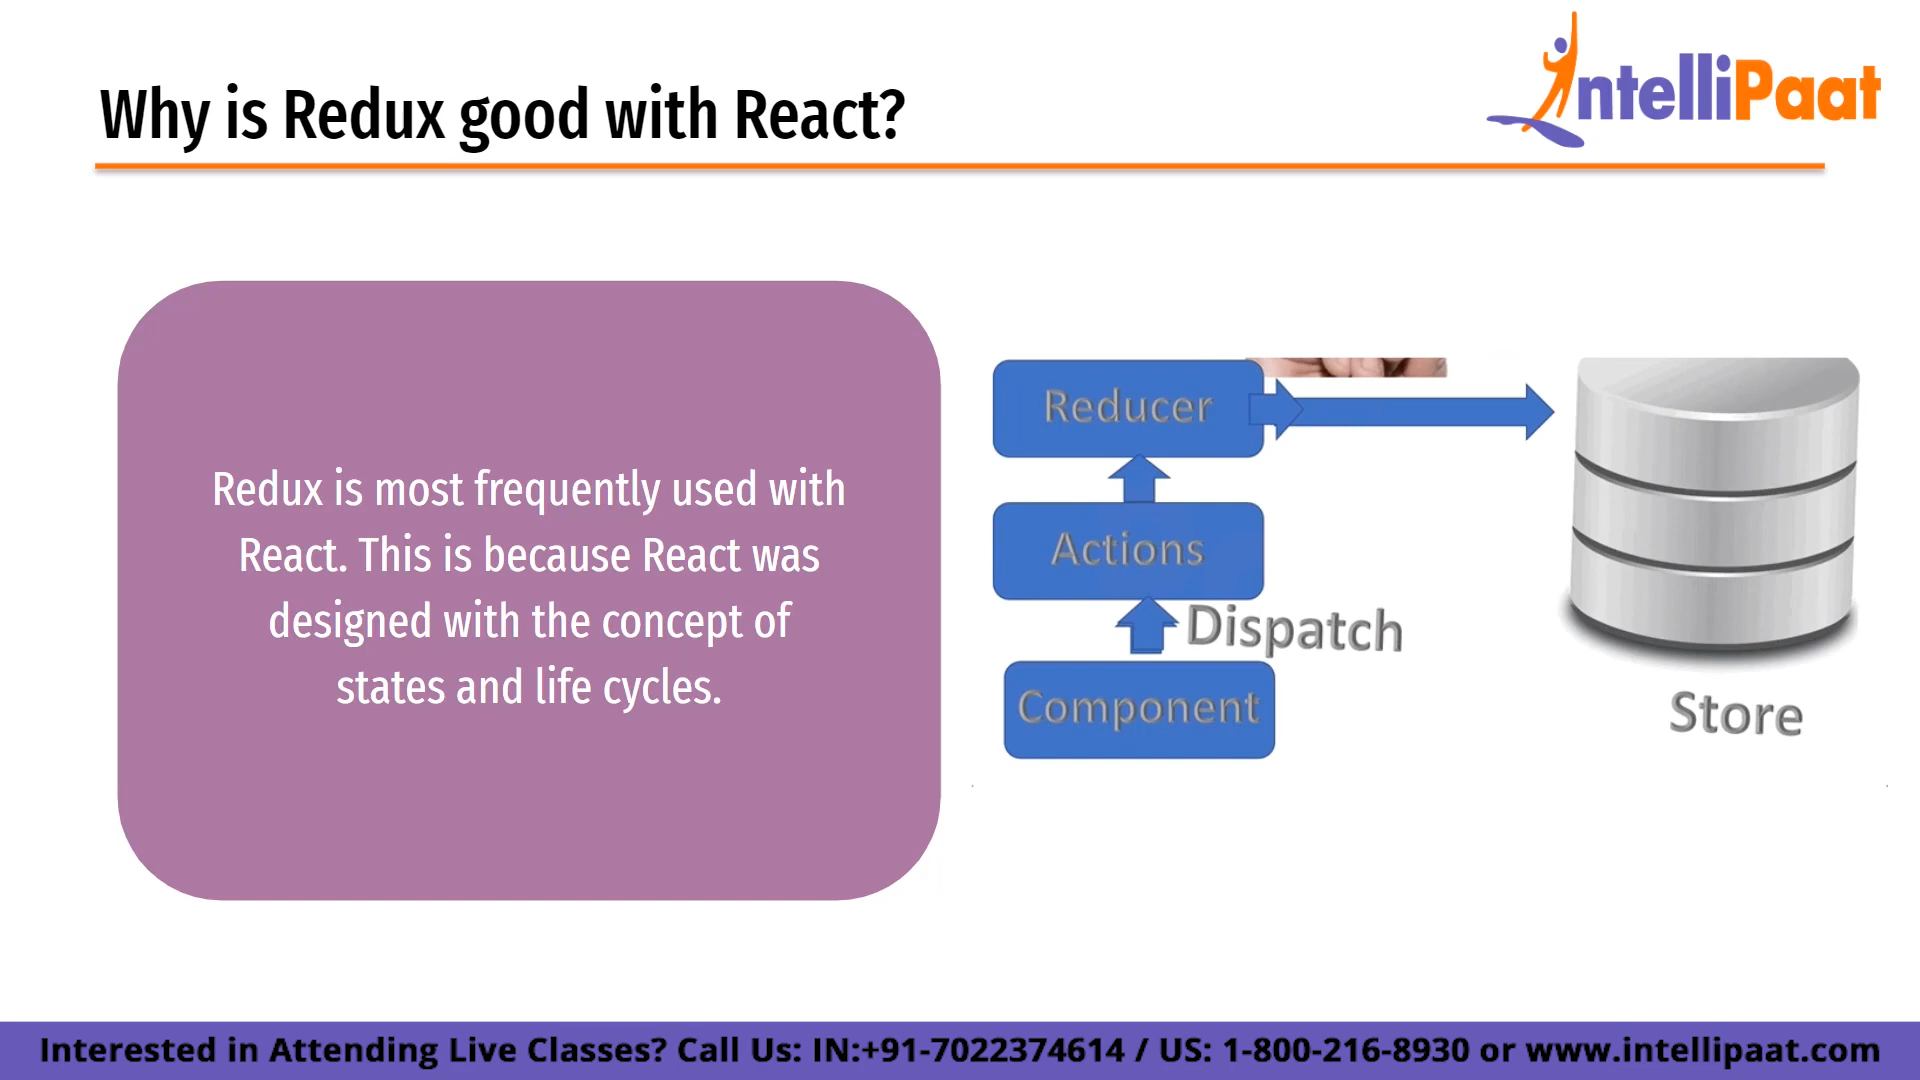 Why is Redux good with React?
IntelliPaat
Redux is most frequently used with
React. This is because React was
designed with the concept of
states and life cycles.
Reducer
Actions
Dispatch
Component
Store
Interested in Attending Live Classes? Call Us: IN:+91-7022374614 / US: 1-800-216-8930 or www.intellipaat.com